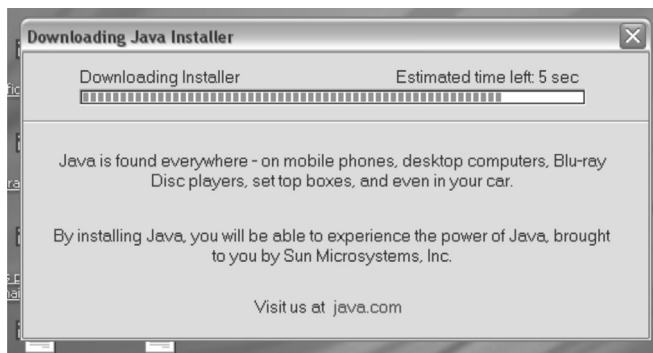 Downloading Java Installer
Downloading Installer
Estimated time left: 5 sec
Java is found everywhere - on mobile phones, desktop computers, Blu-ray
Disc players, set top boxes, and even in your car.
By installing Java, you will be able to experience the power of Java, brought
to you by Sun Microsystems, Inc.
Visit us at java.com